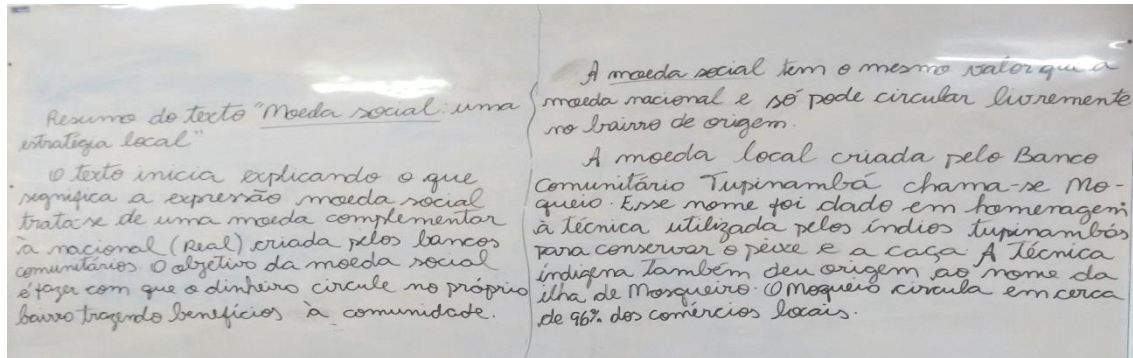 Resumo do texto "Moeda social: uma
estratégia local"
O texto inicia explicando o que
significa a expressão moeda social
trata-se de uma moeda complementar
à nacional (Real) criada pelos bancos
comunitários. O objetivo da moeda social
é fazer com que o dinheiro circule no próprio
bairro trazendo benefícios à comunidade.
A moeda social tem o mesmo valor que a
moeda nacional e só pode circular livremente
no bairro de origem.
A moeda local criada pelo Banco
Comunitário Tupinambá chama-se Mo-
queio. Esse nome foi dado em homenagem
à técnica utilizada pelos índios tupinambás
para conservar o peixe e a caça. A Técnica
indígena também deu origem ao nome da
ilha de Mosqueiro. O Moqueio circula em cerca
de 96% dos comércios locais.